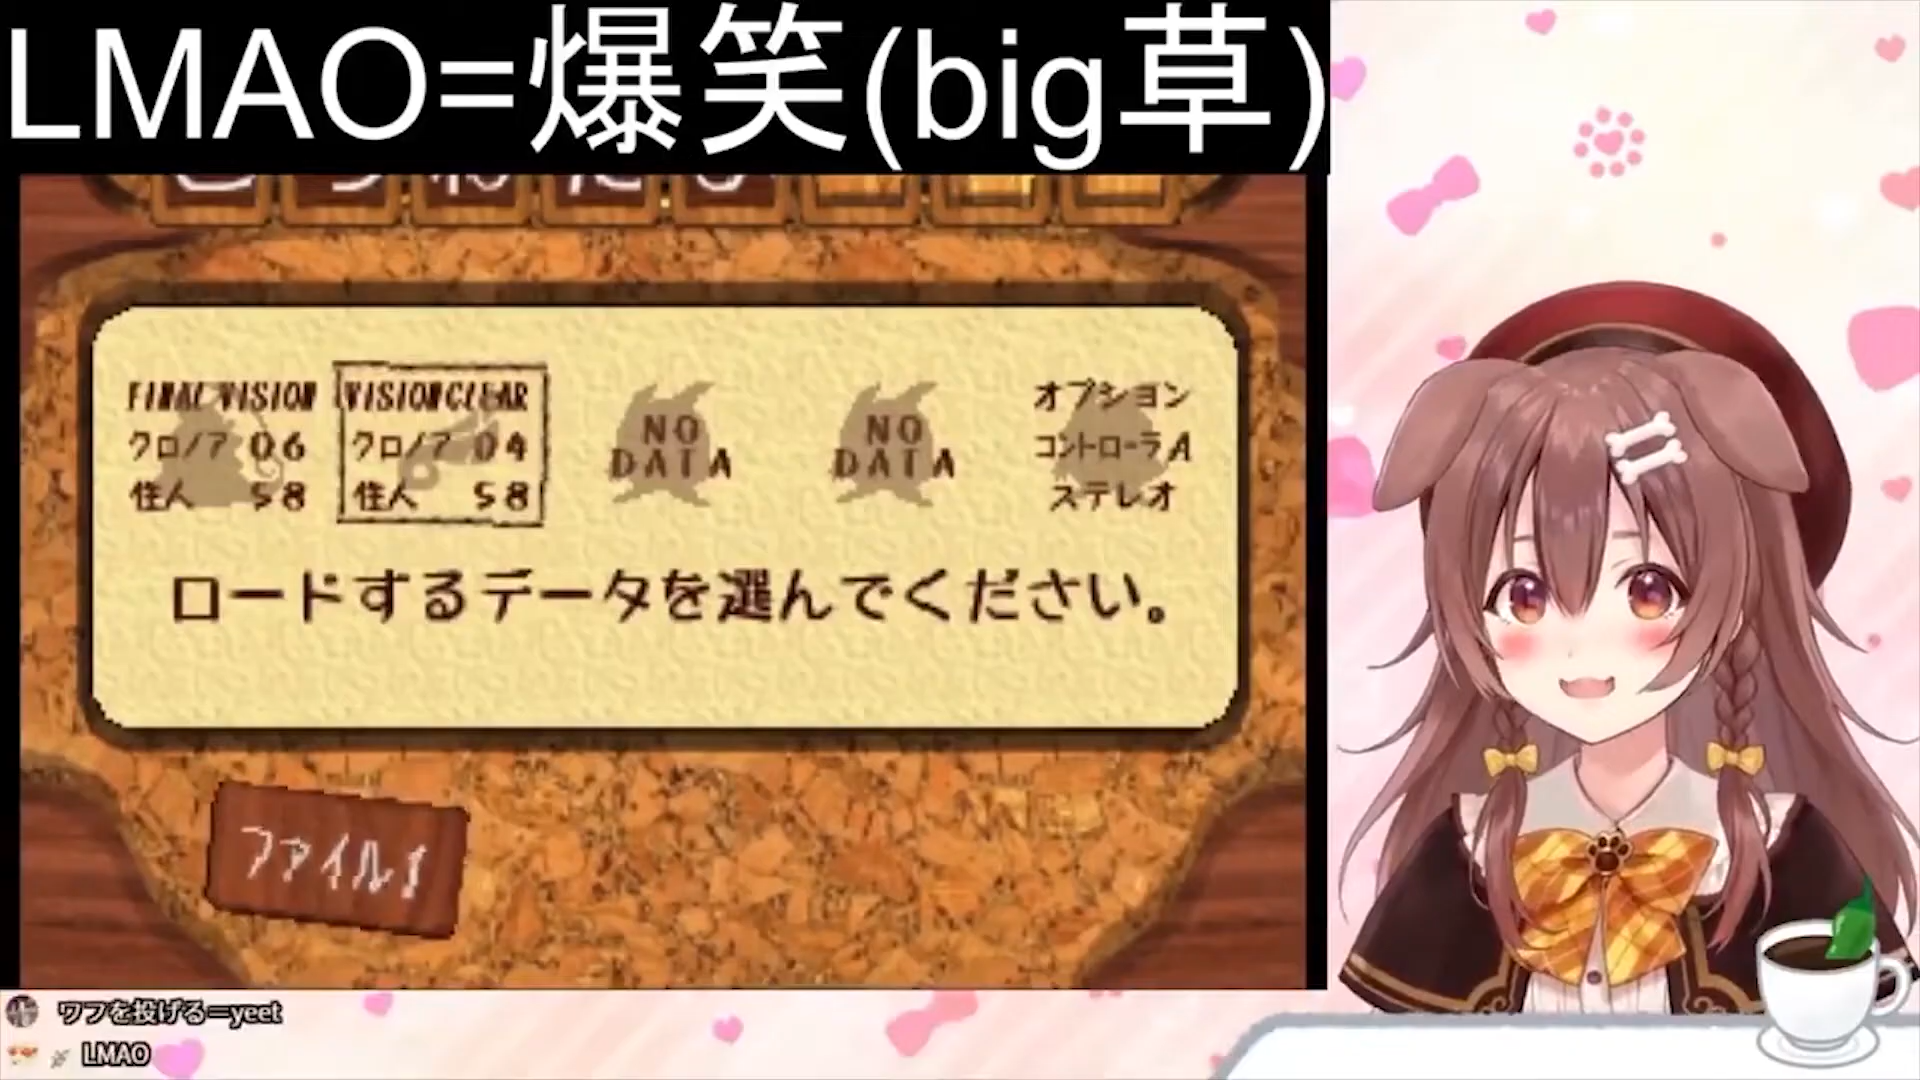 LMAO=爆笑(big草)
FINAL VISION
クロノア 06
住人 58
VISION CLEAR
クロノア 04
住人 58
NO
DATA
NO
DATA
オプション
コントローラA
ステレオ
ロードするデータを選んでください。
ファイル1
ワフを投げる＝yeet
LMAO